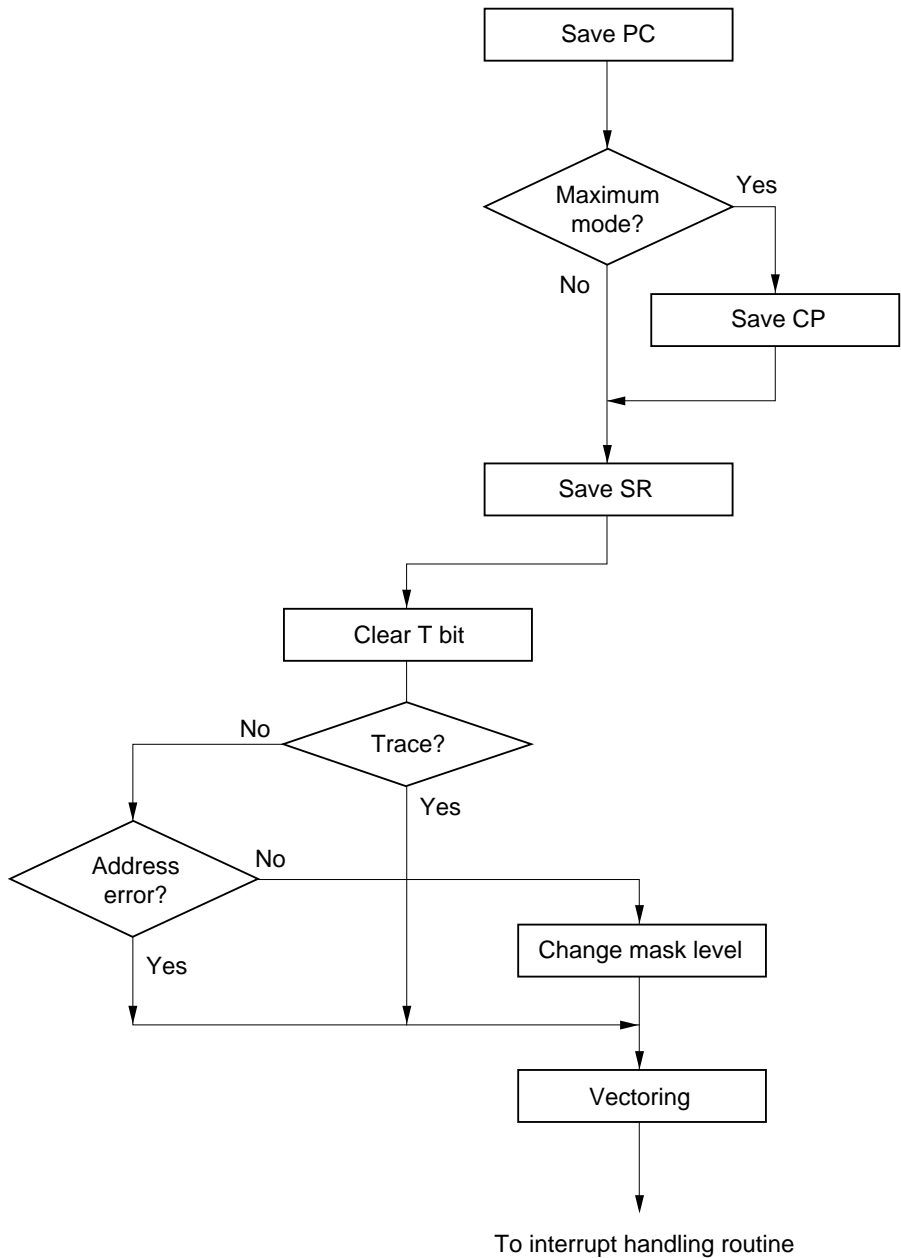 Save PC
Maximum
mode?
Yes
No
Save CP
Save SR
Clear T bit
No
Trace?
Yes
Address
error?
No
Yes
Change mask level
Vectoring
To interrupt handling routine